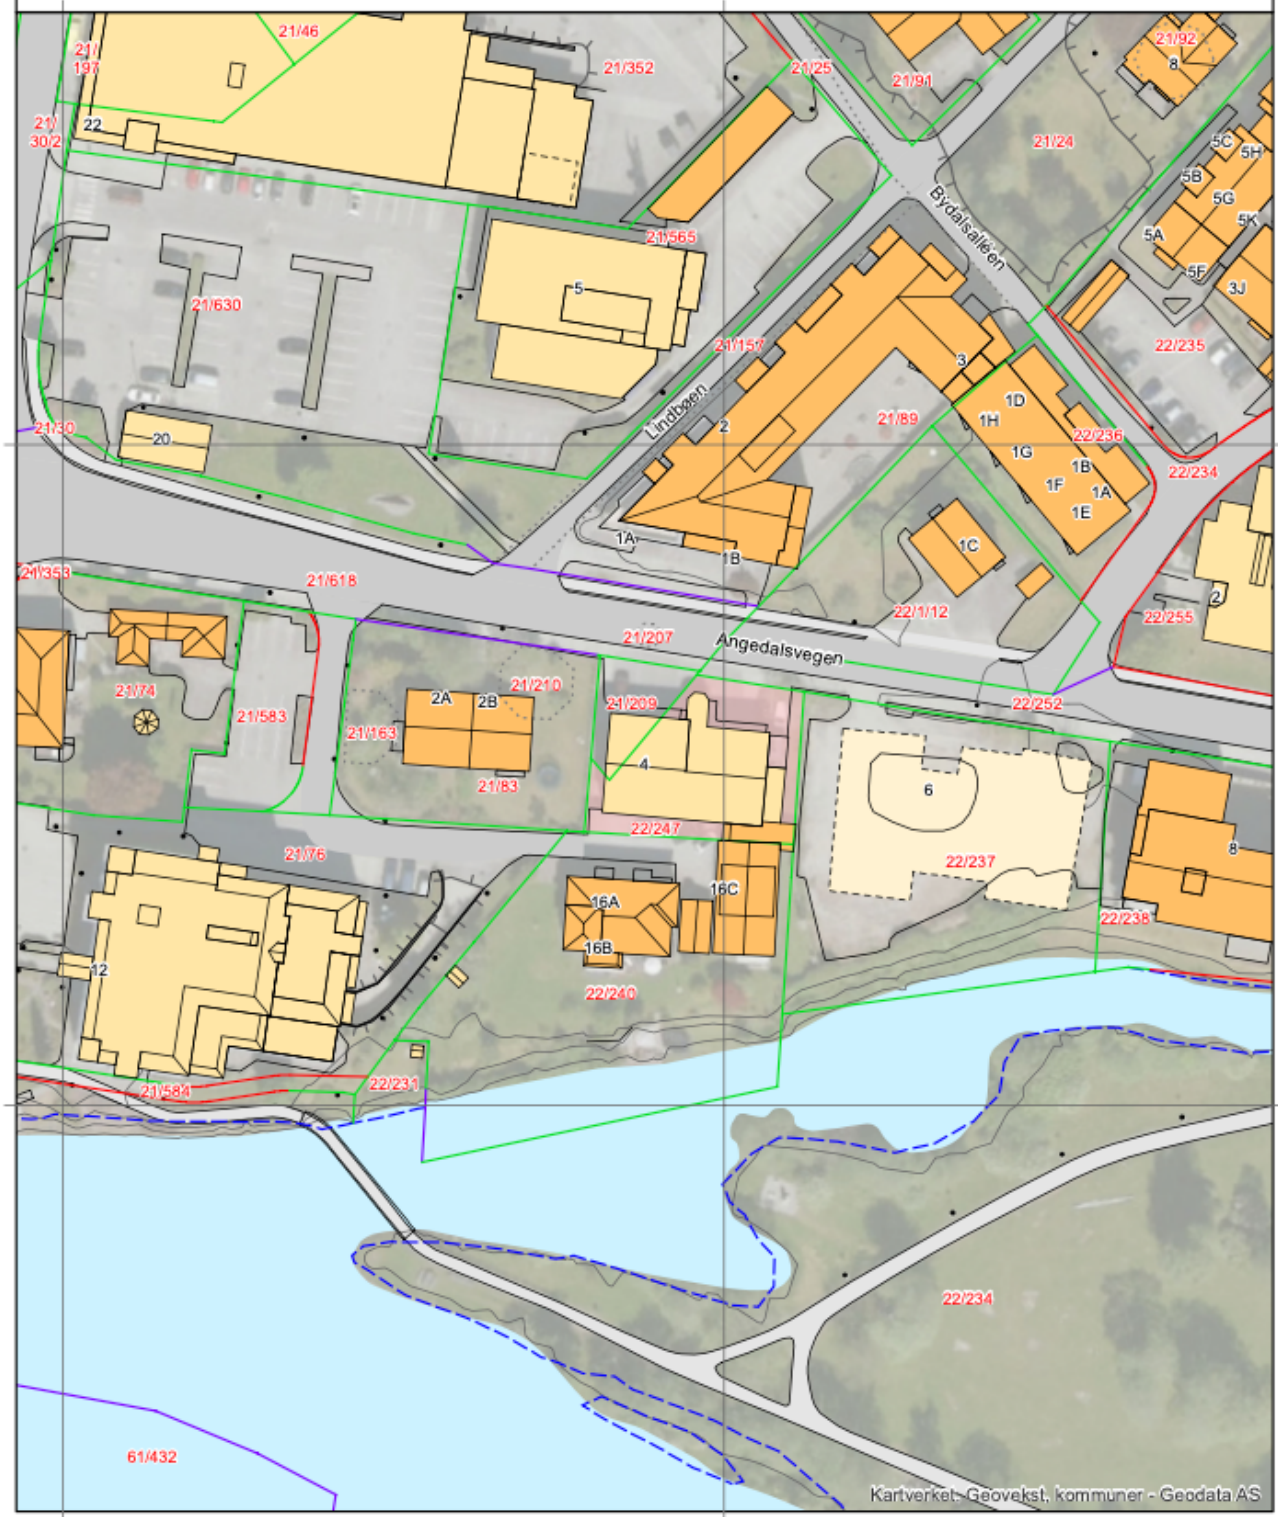 21/46
21/
197
21/352
21/25
21/91
21/92
8
22
21/
30/2
21/24
5C
5H
5B
5G
5K
5A
5F
3J
Bydalsalléen
21/565
5
21/630
21/157
22/235
3
Lindbøen
2
21/89
1D
1H
22/236
21/30
20
1G
1B
22/234
1F
1A
1E
1A
1B
1C
21/353
21/618
22/1/12
2
22/255
21/207
Angedalsvegen
21/74
21/583
2A
2B
21/210
21/209
22/252
21/163
4
6
21/83
22/247
22/237
8
21/76
16A
16C
22/238
16B
12
22/240
21/584
22/231
22/234
61/432
Kartverket, Geovekst, kommuner - Geodata AS